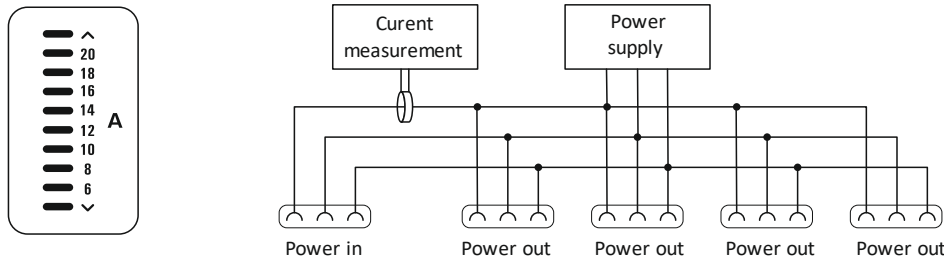 20
18
16
14
12
10
8
6
A
Curent
measurement
Power
supply
Power in
Power out
Power out
Power out
Power out